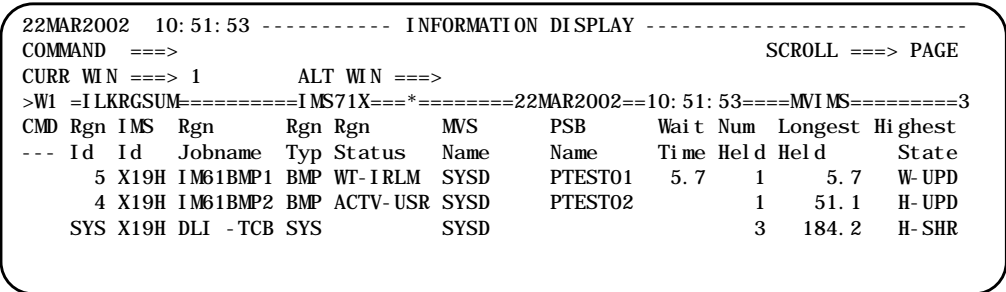 22MAR2002  10:51:53 ----------- INFORMATION DISPLAY ---------------------------
COMMAND  ===>                                                 SCROLL ===> PAGE
CURR WIN ===> 1        ALT WIN ===>
>W1 =ILKRGSUM==========IMS71X===*========22MAR2002==10:51:53====MVIMS=========3
CMD Rgn IMS  Rgn      Rgn Rgn      MVS      PSB        Wait Num  Longest Highest
--- Id  Id   Jobname  Typ Status   Name     Name       Time Held Held      State
      5 X19H IM61BMP1 BMP WT-IRLM  SYSD     PTEST01     5.7    1     5.7   W-UPD
      4 X19H IM61BMP2 BMP ACTV-USR SYSD     PTEST02            1    51.1   H-UPD
    SYS X19H DLI -TCB SYS          SYSD                        3   184.2   H-SHR